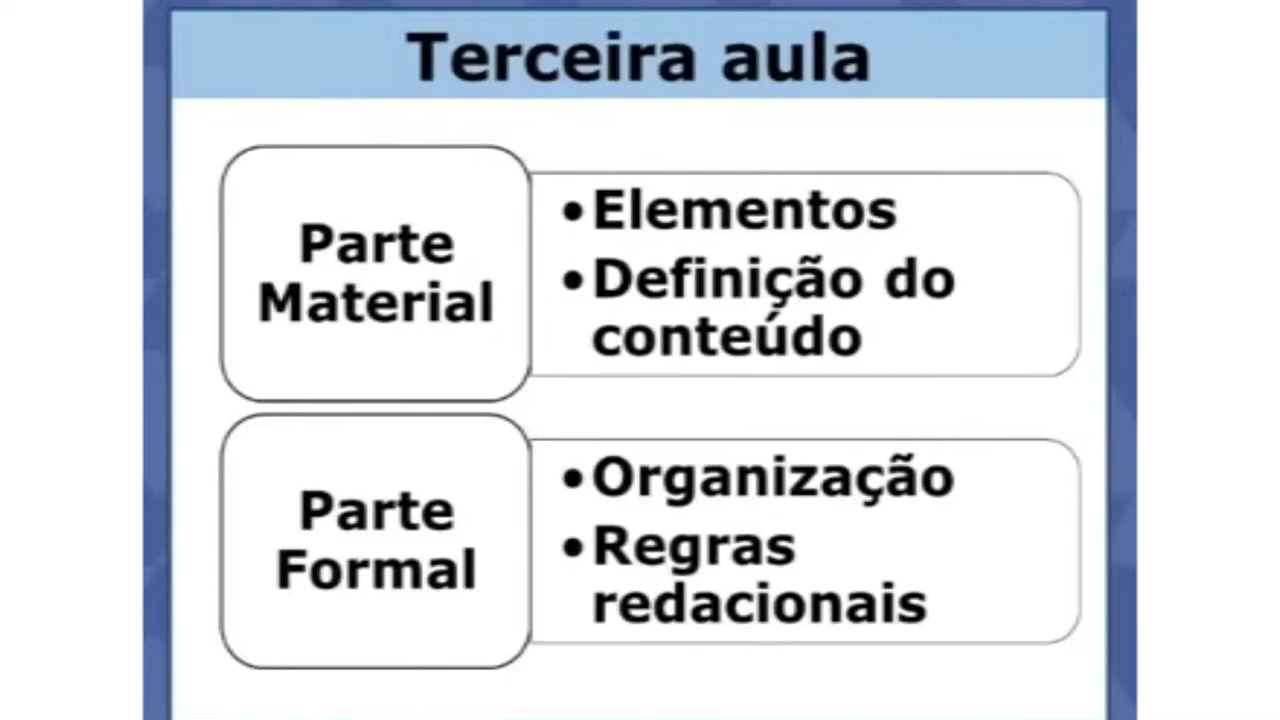 Terceira aula
Parte
Material
•Elementos
•Definição do
conteúdo
Parte
Formal
•Organização
•Regras
redacionais